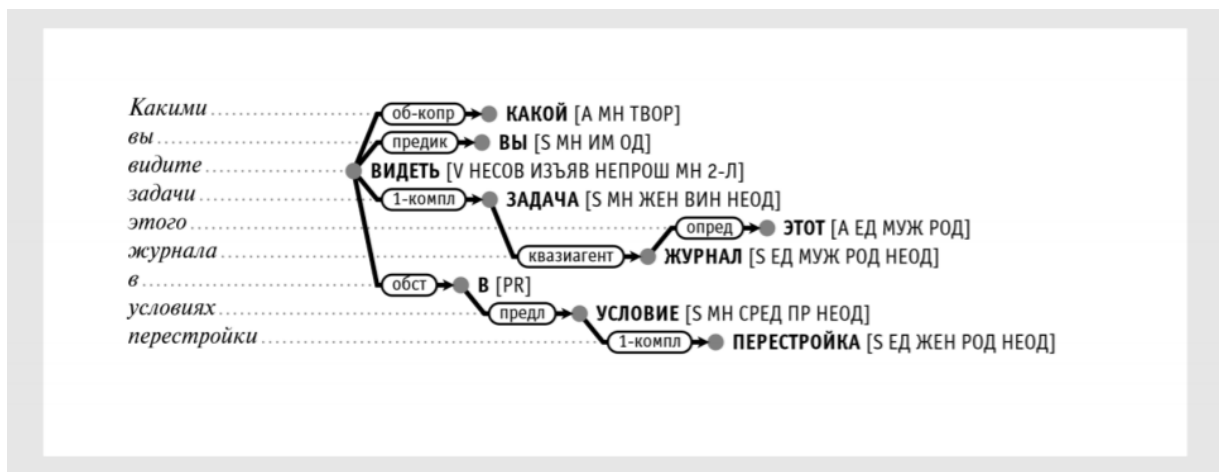 Какими об-копр КАКОЙ [A МН ТВОР]
вы предик ВЫ [S МН ИМ ОД]
видите ВИДЕТЬ [V НЕСОВ ИЗЪЯВ НЕПРОШ МН 2-Л]
задачи 1-компл ЗАДАЧА [S МН ЖЕН ВИН НЕОД]
этого опред ЭТОТ [A ЕД МУЖ РОД]
журнала квазиагент ЖУРНАЛ [S ЕД МУЖ РОД НЕОД]
в обст В [PR]
условиях предл УСЛОВИЕ [S МН СРЕД ПР НЕОД]
перестройки 1-компл ПЕРЕСТРОЙКА [S ЕД ЖЕН РОД НЕОД]